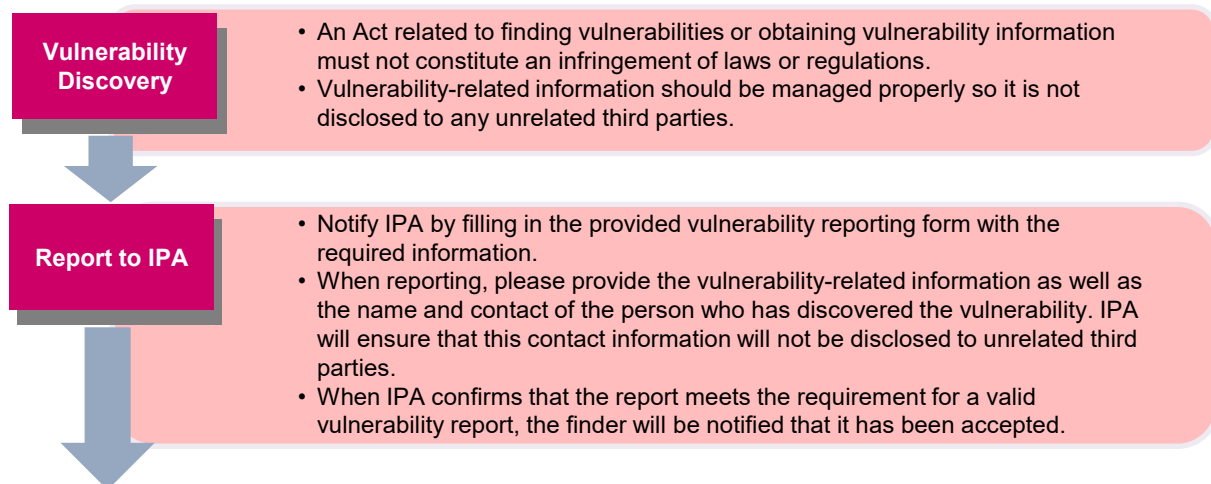 Vulnerability
Discovery
• An Act related to finding vulnerabilities or obtaining vulnerability information
must not constitute an infringement of laws or regulations.
• Vulnerability-related information should be managed properly so it is not
disclosed to any unrelated third parties.
Report to IPA
• Notify IPA by filling in the provided vulnerability reporting form with the
required information.
• When reporting, please provide the vulnerability-related information as well as
the name and contact of the person who has discovered the vulnerability. IPA
will ensure that this contact information will not be disclosed to unrelated third
parties.
• When IPA confirms that the report meets the requirement for a valid
vulnerability report, the finder will be notified that it has been accepted.